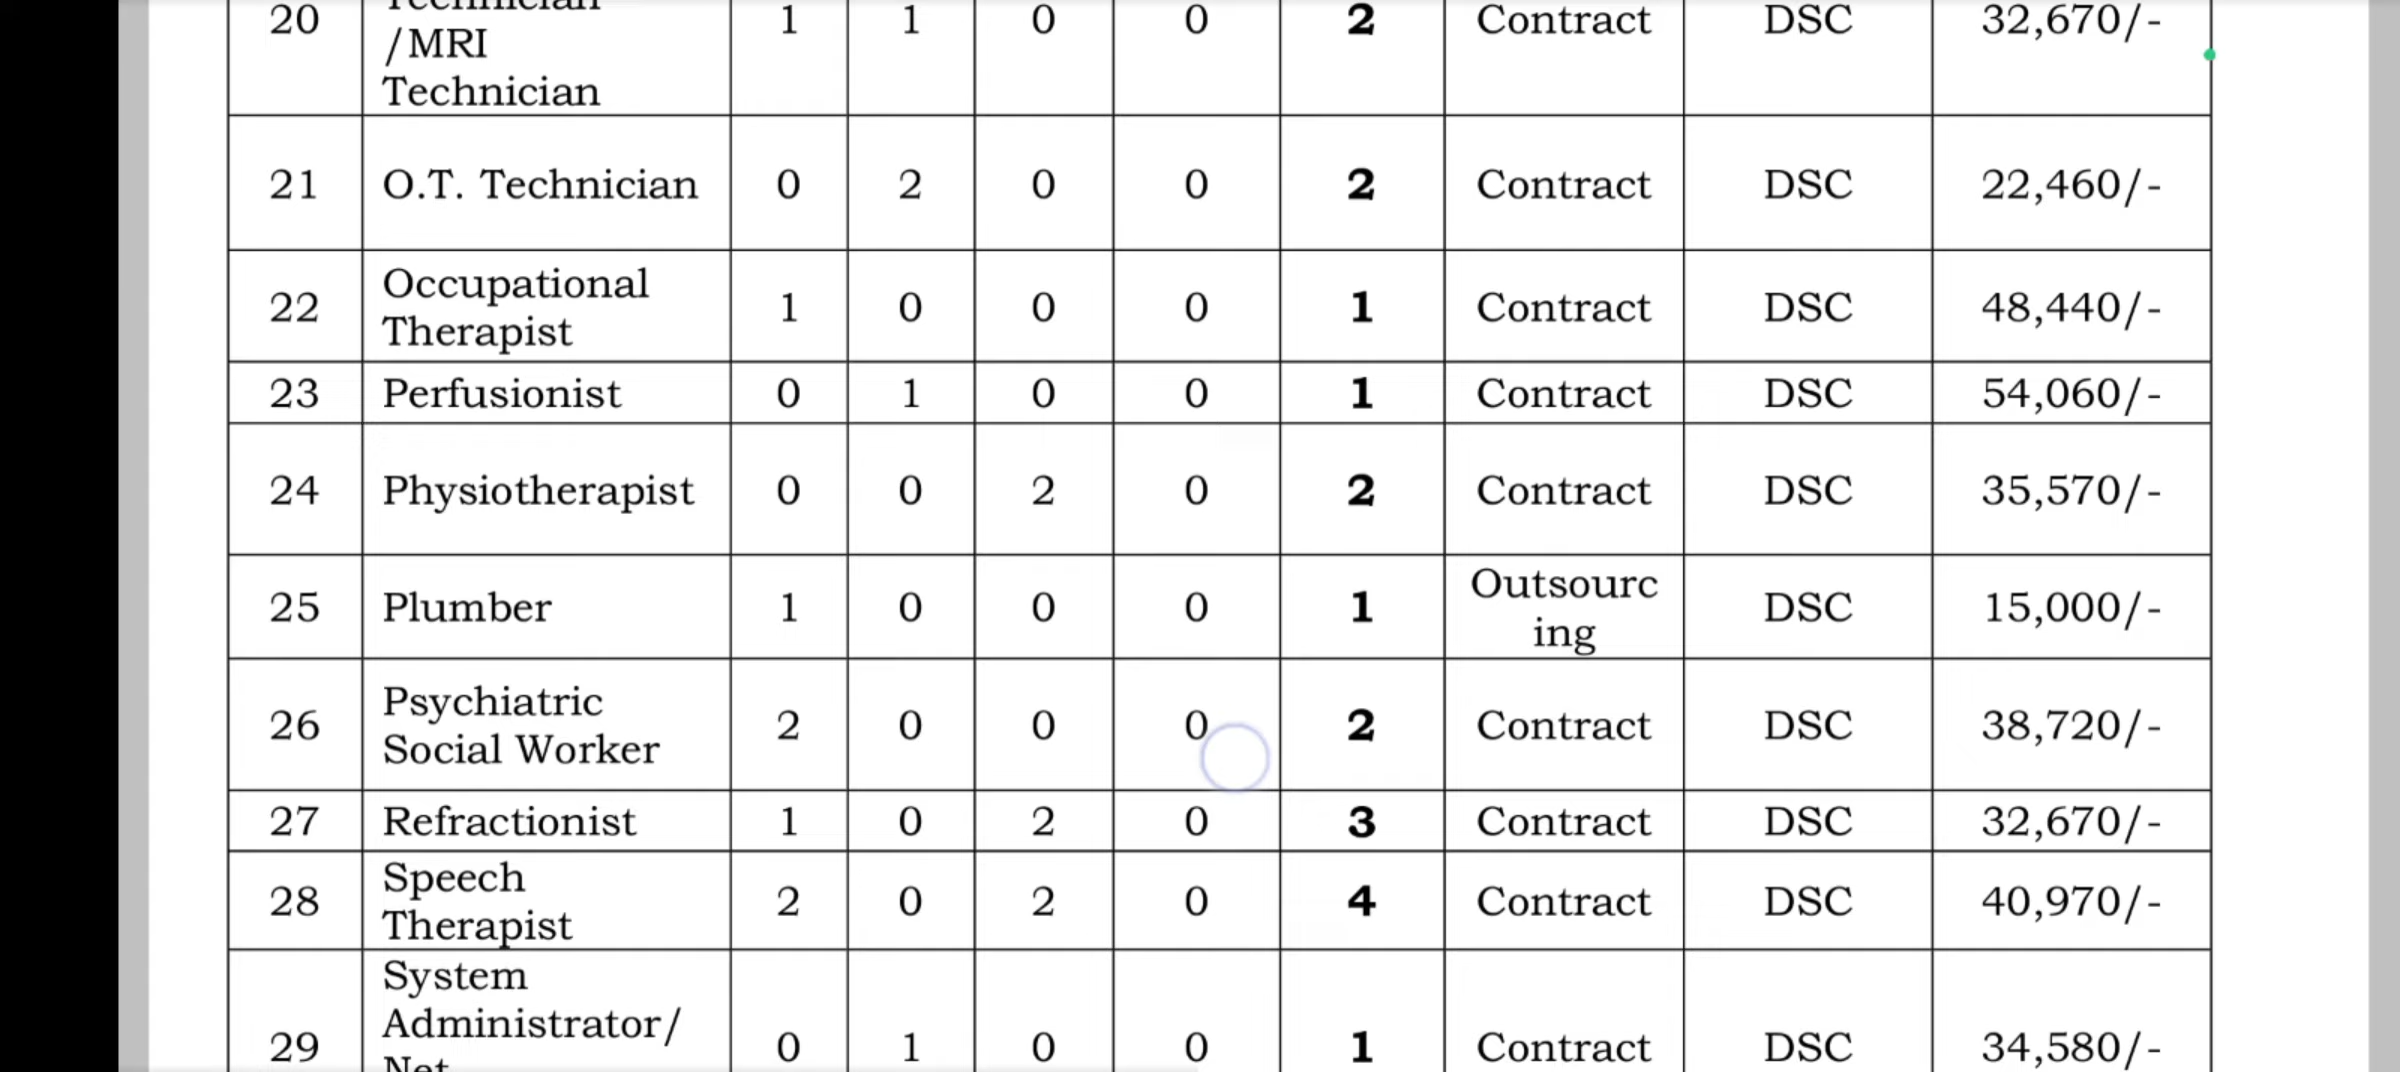 20 Technician 1 1 0 0 2 Contract DSC 32,670/-
/MRI
Technician
21 O.T. Technician 0 2 0 0 2 Contract DSC 22,460/-
22 Occupational 1 0 0 0 1 Contract DSC 48,440/-
Therapist
23 Perfusionist 0 1 0 0 1 Contract DSC 54,060/-
24 Physiotherapist 0 0 2 0 2 Contract DSC 35,570/-
25 Plumber 1 0 0 0 1 Outsourc DSC 15,000/-
ing
26 Psychiatric 2 0 0 0 2 Contract DSC 38,720/-
Social Worker
27 Refractionist 1 0 2 0 3 Contract DSC 32,670/-
28 Speech 2 0 2 0 4 Contract DSC 40,970/-
Therapist
System
Administrator/
29 Net 0 1 0 0 1 Contract DSC 34,580/-